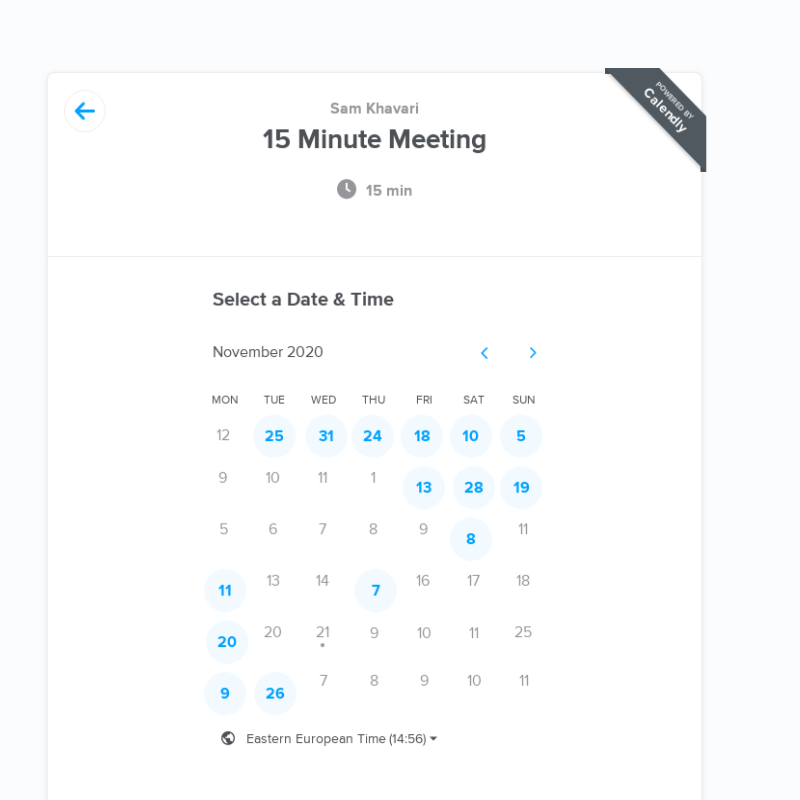 POWERED BY
Calendly
Sam Khavari
15 Minute Meeting
15 min
Select a Date & Time
November 2020
MON TUE WED THU FRI SAT SUN
12 25 31 24 18 10 5
9 10 11 1 13 28 19
5 6 7 8 9 8 11
11 13 14 7 16 17 18
20 20 21 9 10 11 25
9 26 7 8 9 10 11
Eastern European Time (14:56)